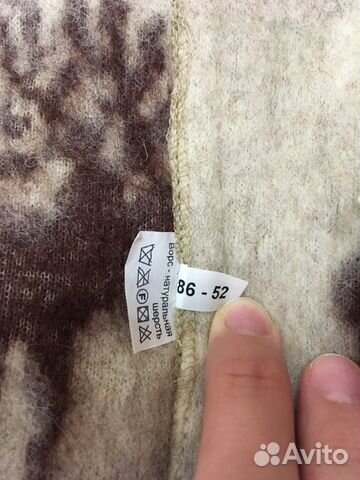 Ворс - натуральная
шерсть
F
86 - 52
Avito